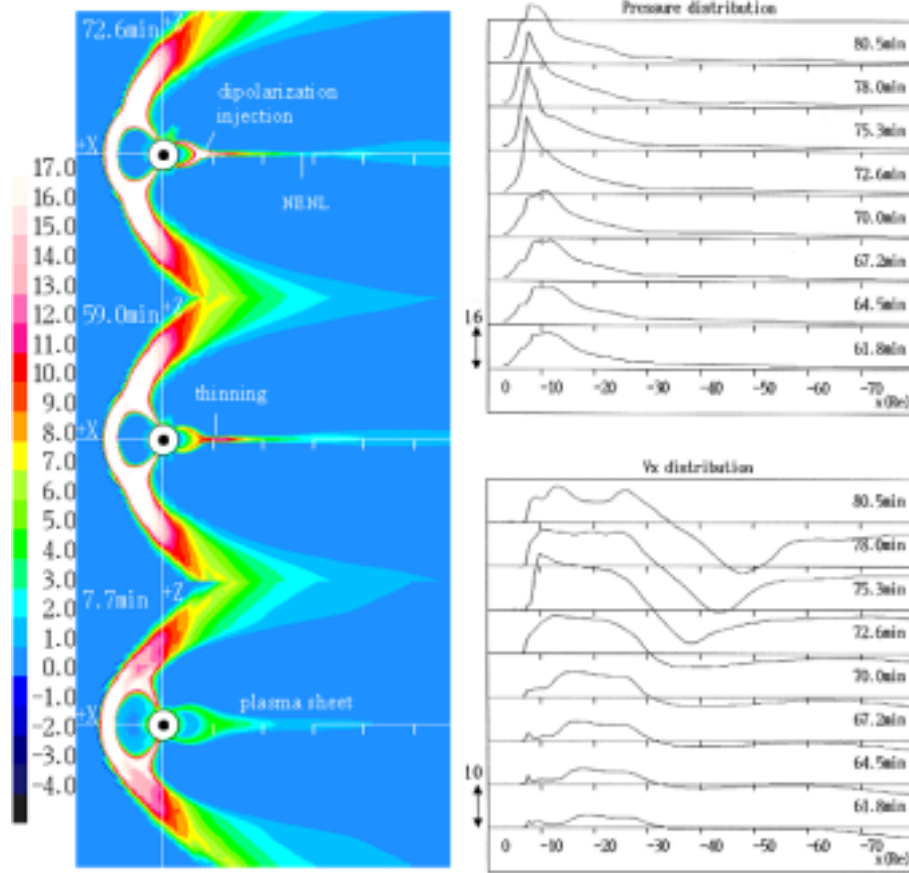 72.6min
+Z
dipolarization
injection
+X
NENL
59.0min
+Z
thinning
+X
7.7min
+Z
plasma sheet
+X
17.0
16.0
15.0
14.0
13.0
12.0
11.0
10.0
9.0
8.0
7.0
6.0
5.0
4.0
3.0
2.0
1.0
0.0
-1.0
-2.0
-3.0
-4.0
Pressure distribution
80.5min
78.0min
75.3min
72.6min
70.0min
67.2min
64.5min
61.8min
16
0 -10 -20 -30 -40 -50 -60 -70
x(Re)
Vx distribution
80.5min
78.0min
75.3min
72.6min
70.0min
67.2min
64.5min
61.8min
10
0 -10 -20 -30 -40 -50 -60 -70
x(Re)